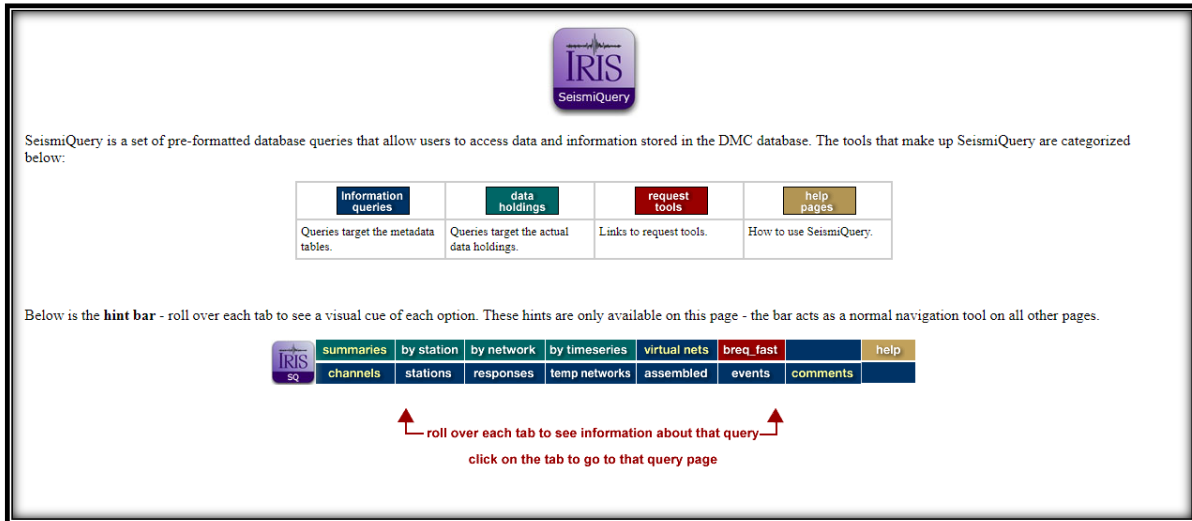 IRIS
SeismiQuery
SeismiQuery is a set of pre-formatted database queries that allow users to access data and information stored in the DMC database. The tools that make up SeismiQuery are categorized
below:
Information queries data holdings request tools help pages
Queries target the metadata tables. Queries target the actual data holdings. Links to request tools. How to use SeismiQuery.
Below is the hint bar - roll over each tab to see a visual cue of each option. These hints are only available on this page - the bar acts as a normal navigation tool on all other pages.
IRIS
SQ
summaries by station by network by timeseries virtual nets breq_fast help
channels stations responses temp networks assembled events comments
roll over each tab to see information about that query
click on the tab to go to that query page